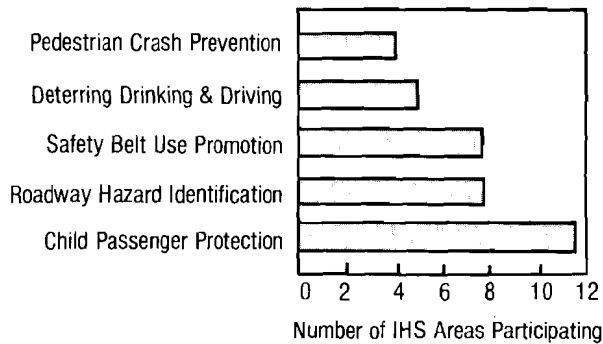 Pedestrian Crash Prevention
Deterring Drinking & Driving
Safety Belt Use Promotion
Roadway Hazard Identification
Child Passenger Protection
0 2 4 6 8 10 12
Number of IHS Areas Participating